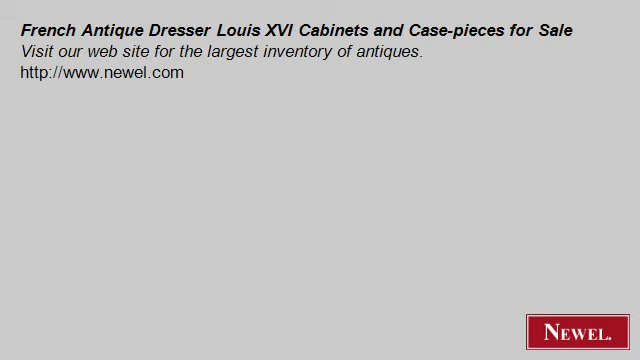 French Antique Dresser Louis XVI Cabinets and Case-pieces for Sale
Visit our web site for the largest inventory of antiques.
http://www.newel.com
NEWEL.